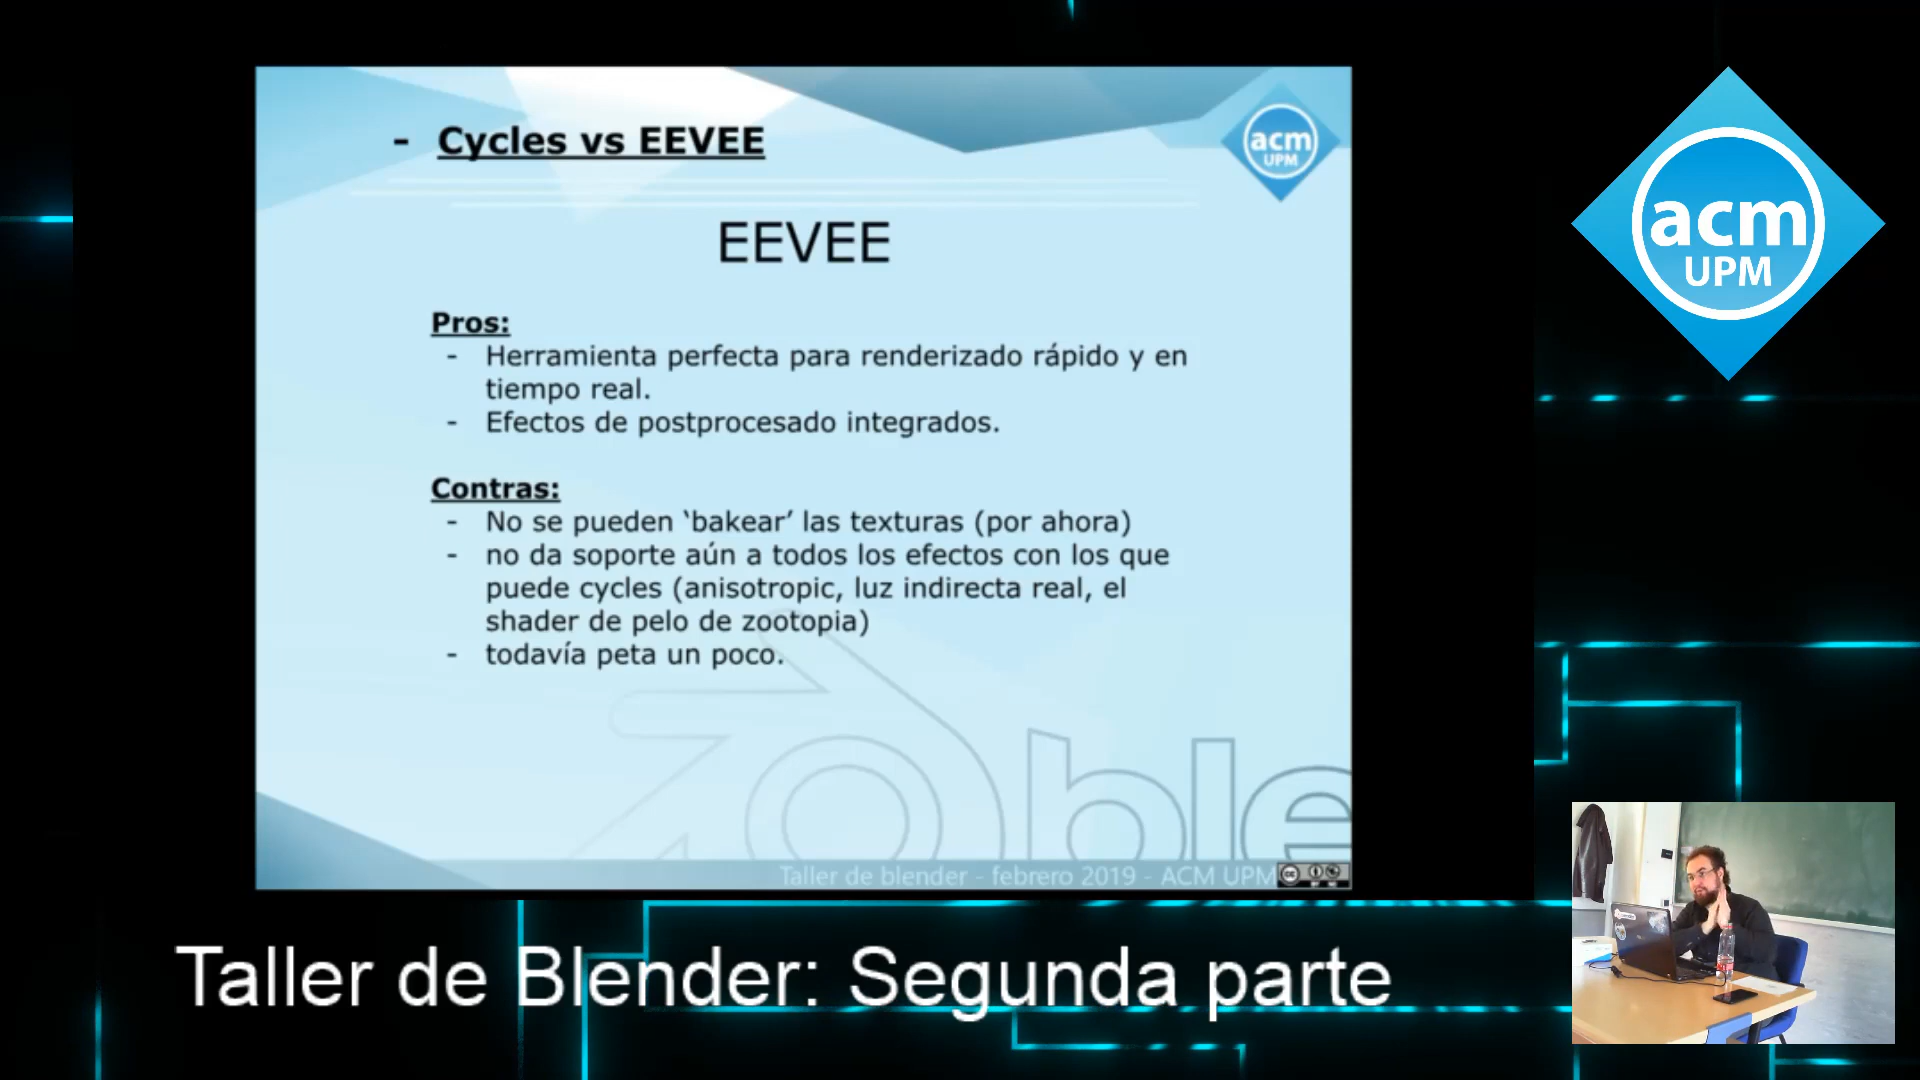 - Cycles vs EEVEE
acm
UPM
EEVEE
Pros:
- Herramienta perfecta para renderizado rápido y en
tiempo real.
- Efectos de postprocesado integrados.
Contras:
- No se pueden ‘bakear’ las texturas (por ahora)
- no da soporte aún a todos los efectos con los que
puede cycles (anisotropic, luz indirecta real, el
shader de pelo de zootopia)
- todavía peta un poco.
ble
Taller de blender - febrero 2019 - ACM UPM
cc
acm
UPM
Taller de Blender: Segunda parte